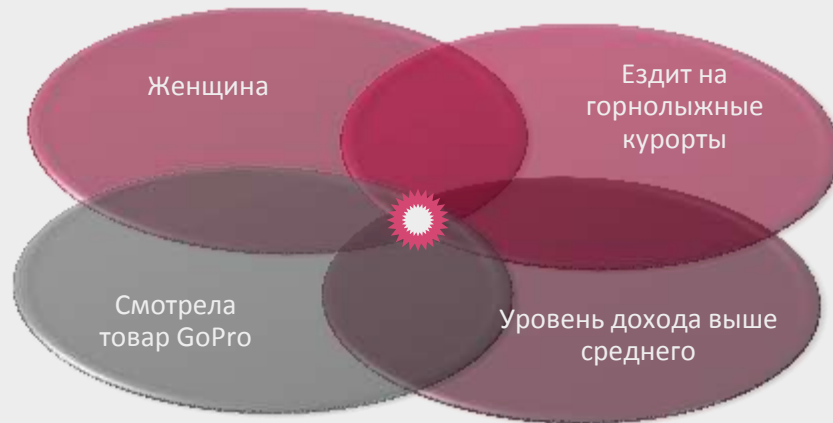 Женщина
Ездит на
горнолыжные
курорты
Смотрела
товар GoPro
Уровень дохода выше
среднего